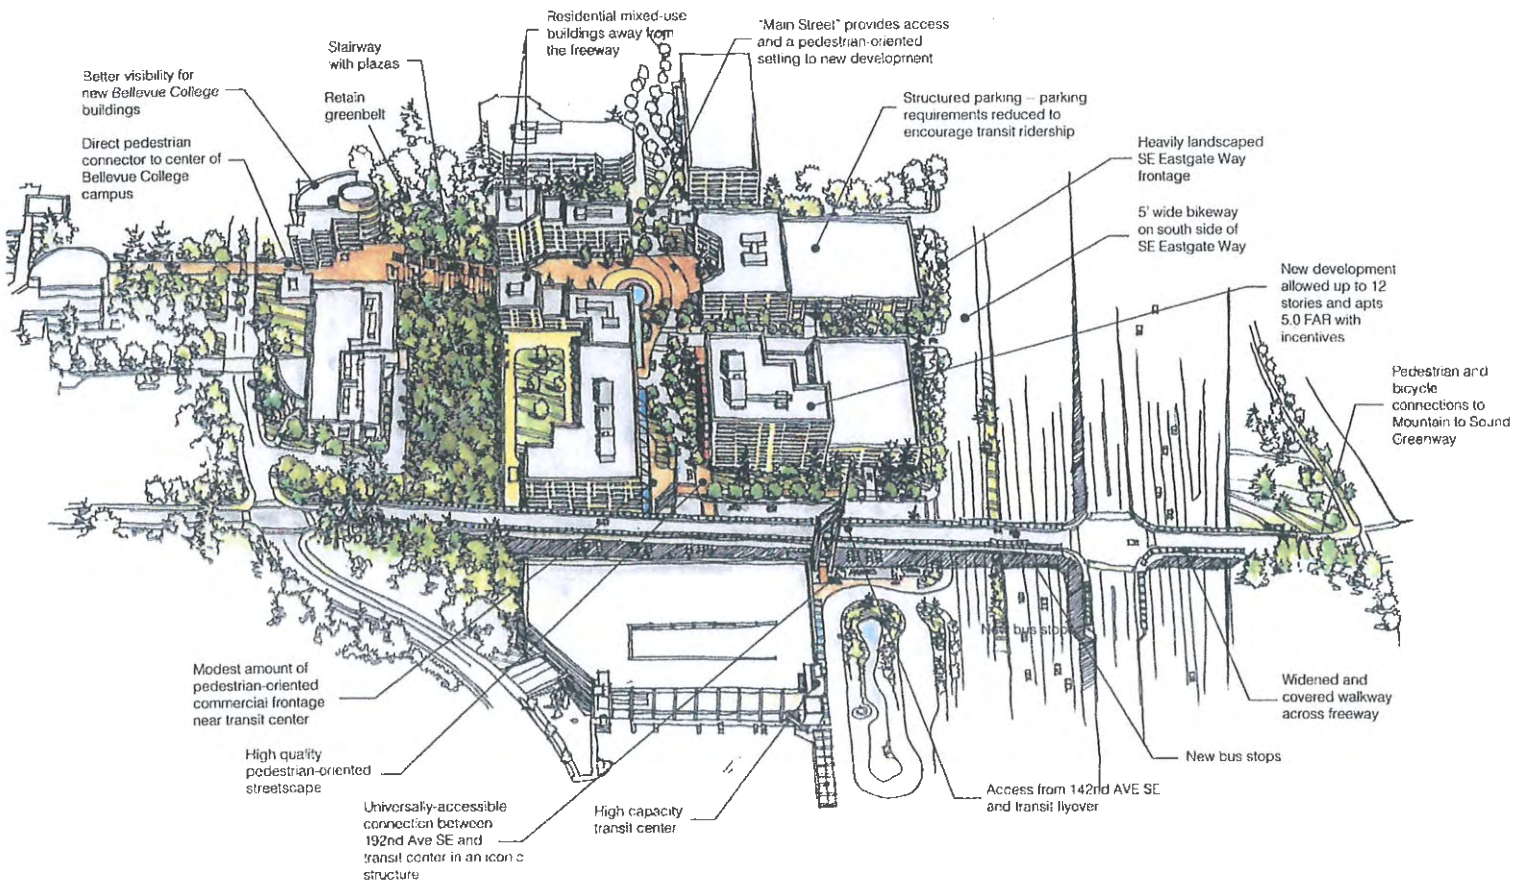 Residential mixed-use
buildings away from
the freeway
"Main Street" provides access
and a pedestrian-oriented
setting to new development
Stairway
with plazas
Better visibility for
new Bellevue College
buildings
Retain
greenbelt
Structured parking – parking
requirements reduced to
encourage transit ridership
Direct pedestrian
connector to center of
Bellevue College
campus
Heavily landscaped
SE Eastgate Way
frontage
5' wide bikeway
on south side of
SE Eastgate Way
New development
allowed up to 12
stories and apts
5.0 FAR with
incentives
Pedestrian and
bicycle
connections to
Mountain to Sound
Greenway
New bus stops
Modest amount of
pedestrian-oriented
commercial frontage
near transit center
Widened and
covered walkway
across freeway
High quality
pedestrian-oriented
streetscape
New bus stops
Access from 142nd AVE SE
and transit flyover
Universally-accessible
connection between
192nd Ave SE and
transit center in an iconic
structure
High capacity
transit center